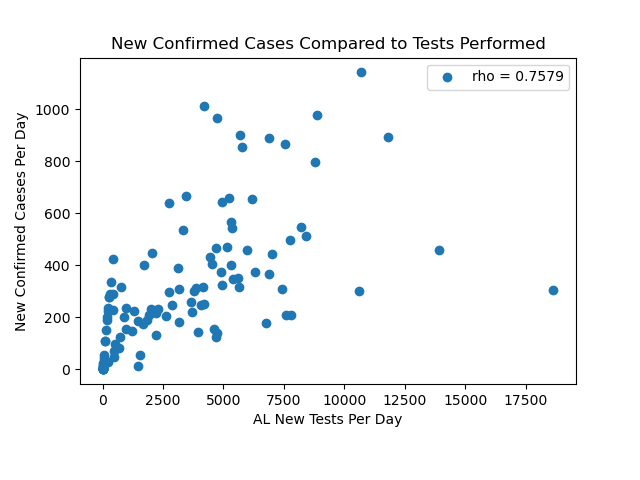 New Confirmed Cases Compared to Tests Performed
rho = 0.7579
New Confirmed Caeses Per Day
1000
800
600
400
200
0
0 2500 5000 7500 10000 12500 15000 17500
AL New Tests Per Day